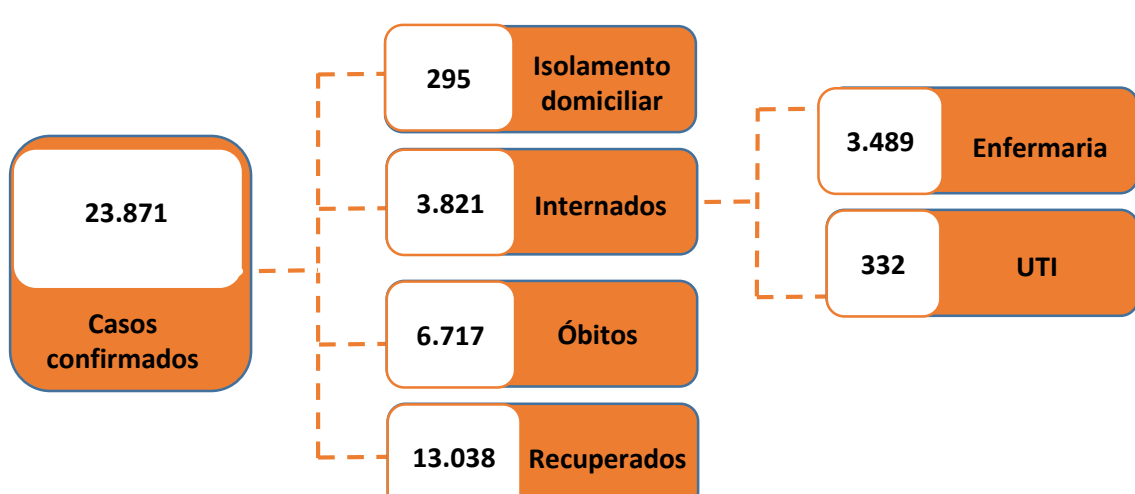 23.871
Casos
confirmados
295
Isolamento
domiciliar
3.821
Internados
6.717
Óbitos
13.038
Recuperados
3.489
Enfermaria
332
UTI